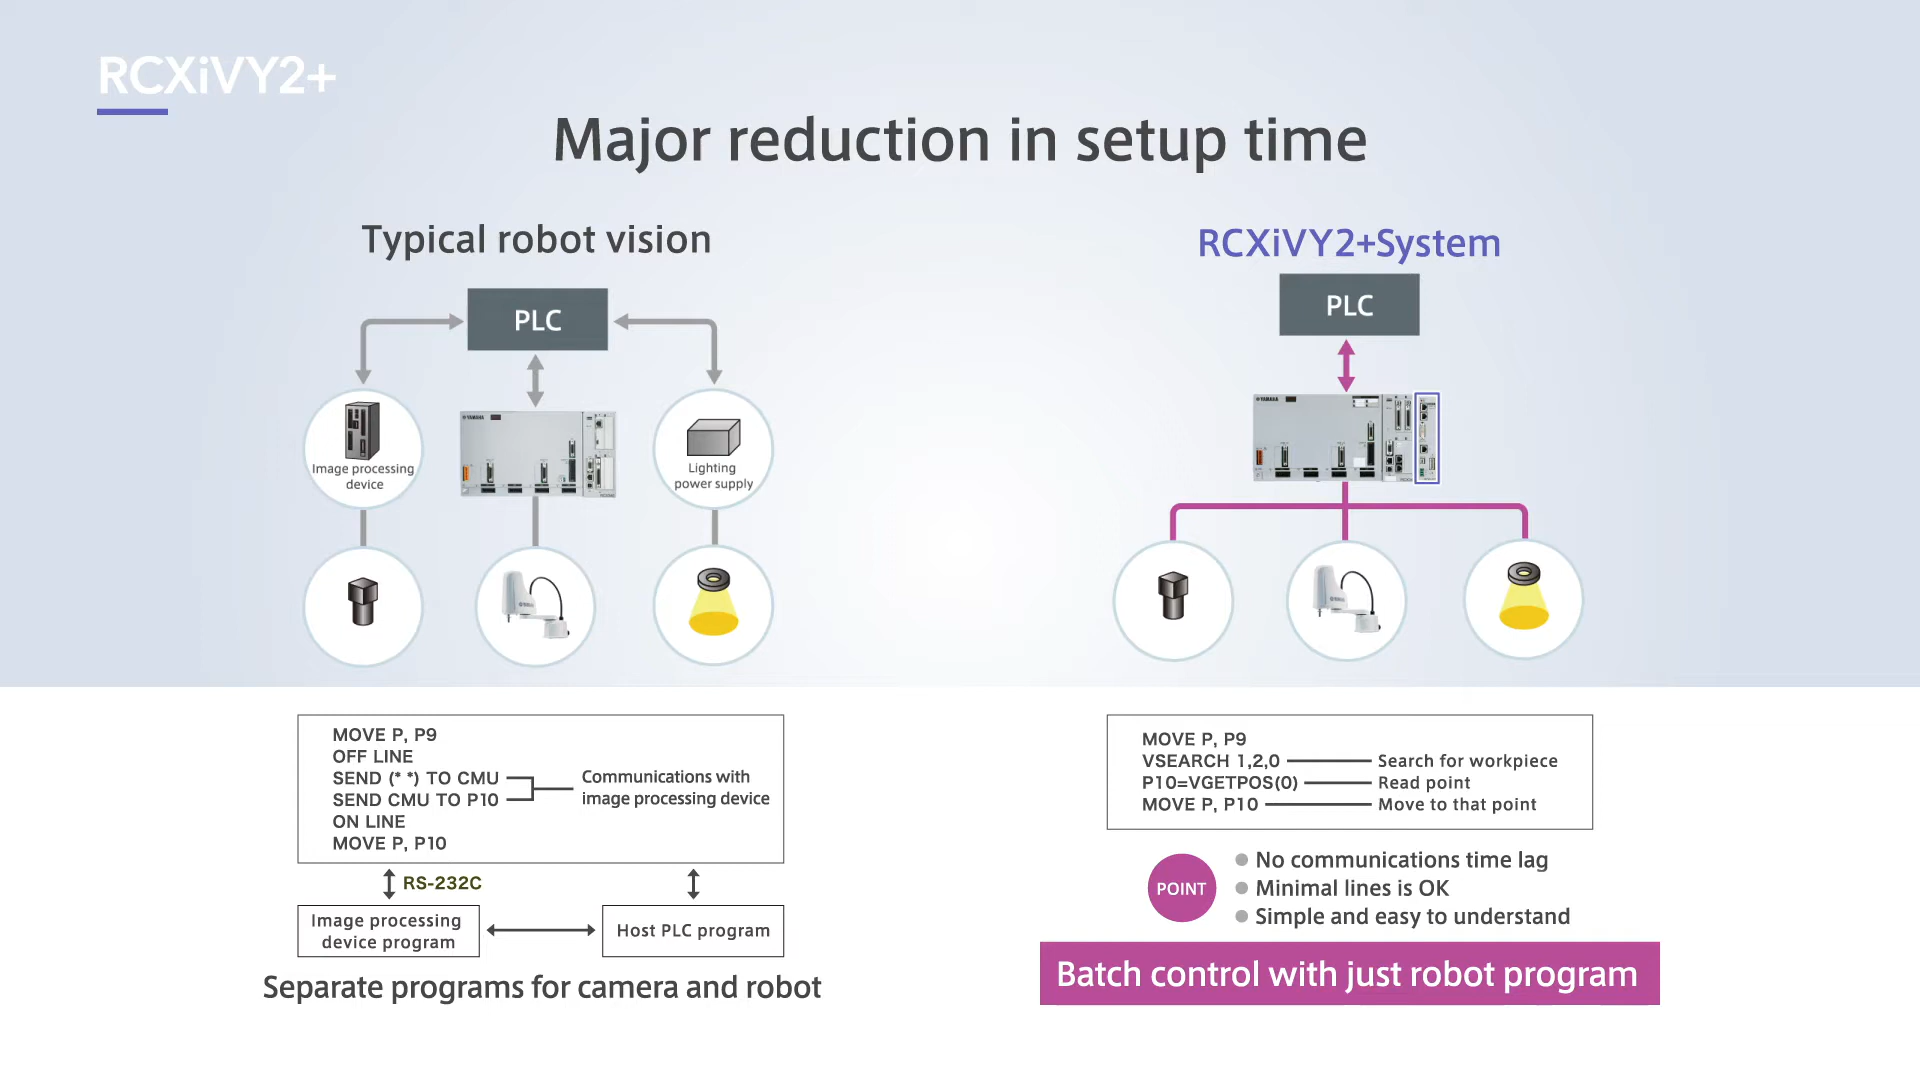 RCXiVY2+
Major reduction in setup time
Typical robot vision
PLC
Image processing
device
YAMAHA
Lighting
power supply
MOVE P, P9
OFF LINE
SEND (* *) TO CMU
SEND CMU TO P10
ON LINE
MOVE P, P10
Communications with
image processing device
RS-232C
Image processing
device program
Host PLC program
Separate programs for camera and robot
RCXiVY2+System
PLC
YAMAHA
MOVE P, P9
VSEARCH 1,2,0 Search for workpiece
P10=VGETPOS(0) Read point
MOVE P, P10 Move to that point
POINT
No communications time lag
Minimal lines is OK
Simple and easy to understand
Batch control with just robot program